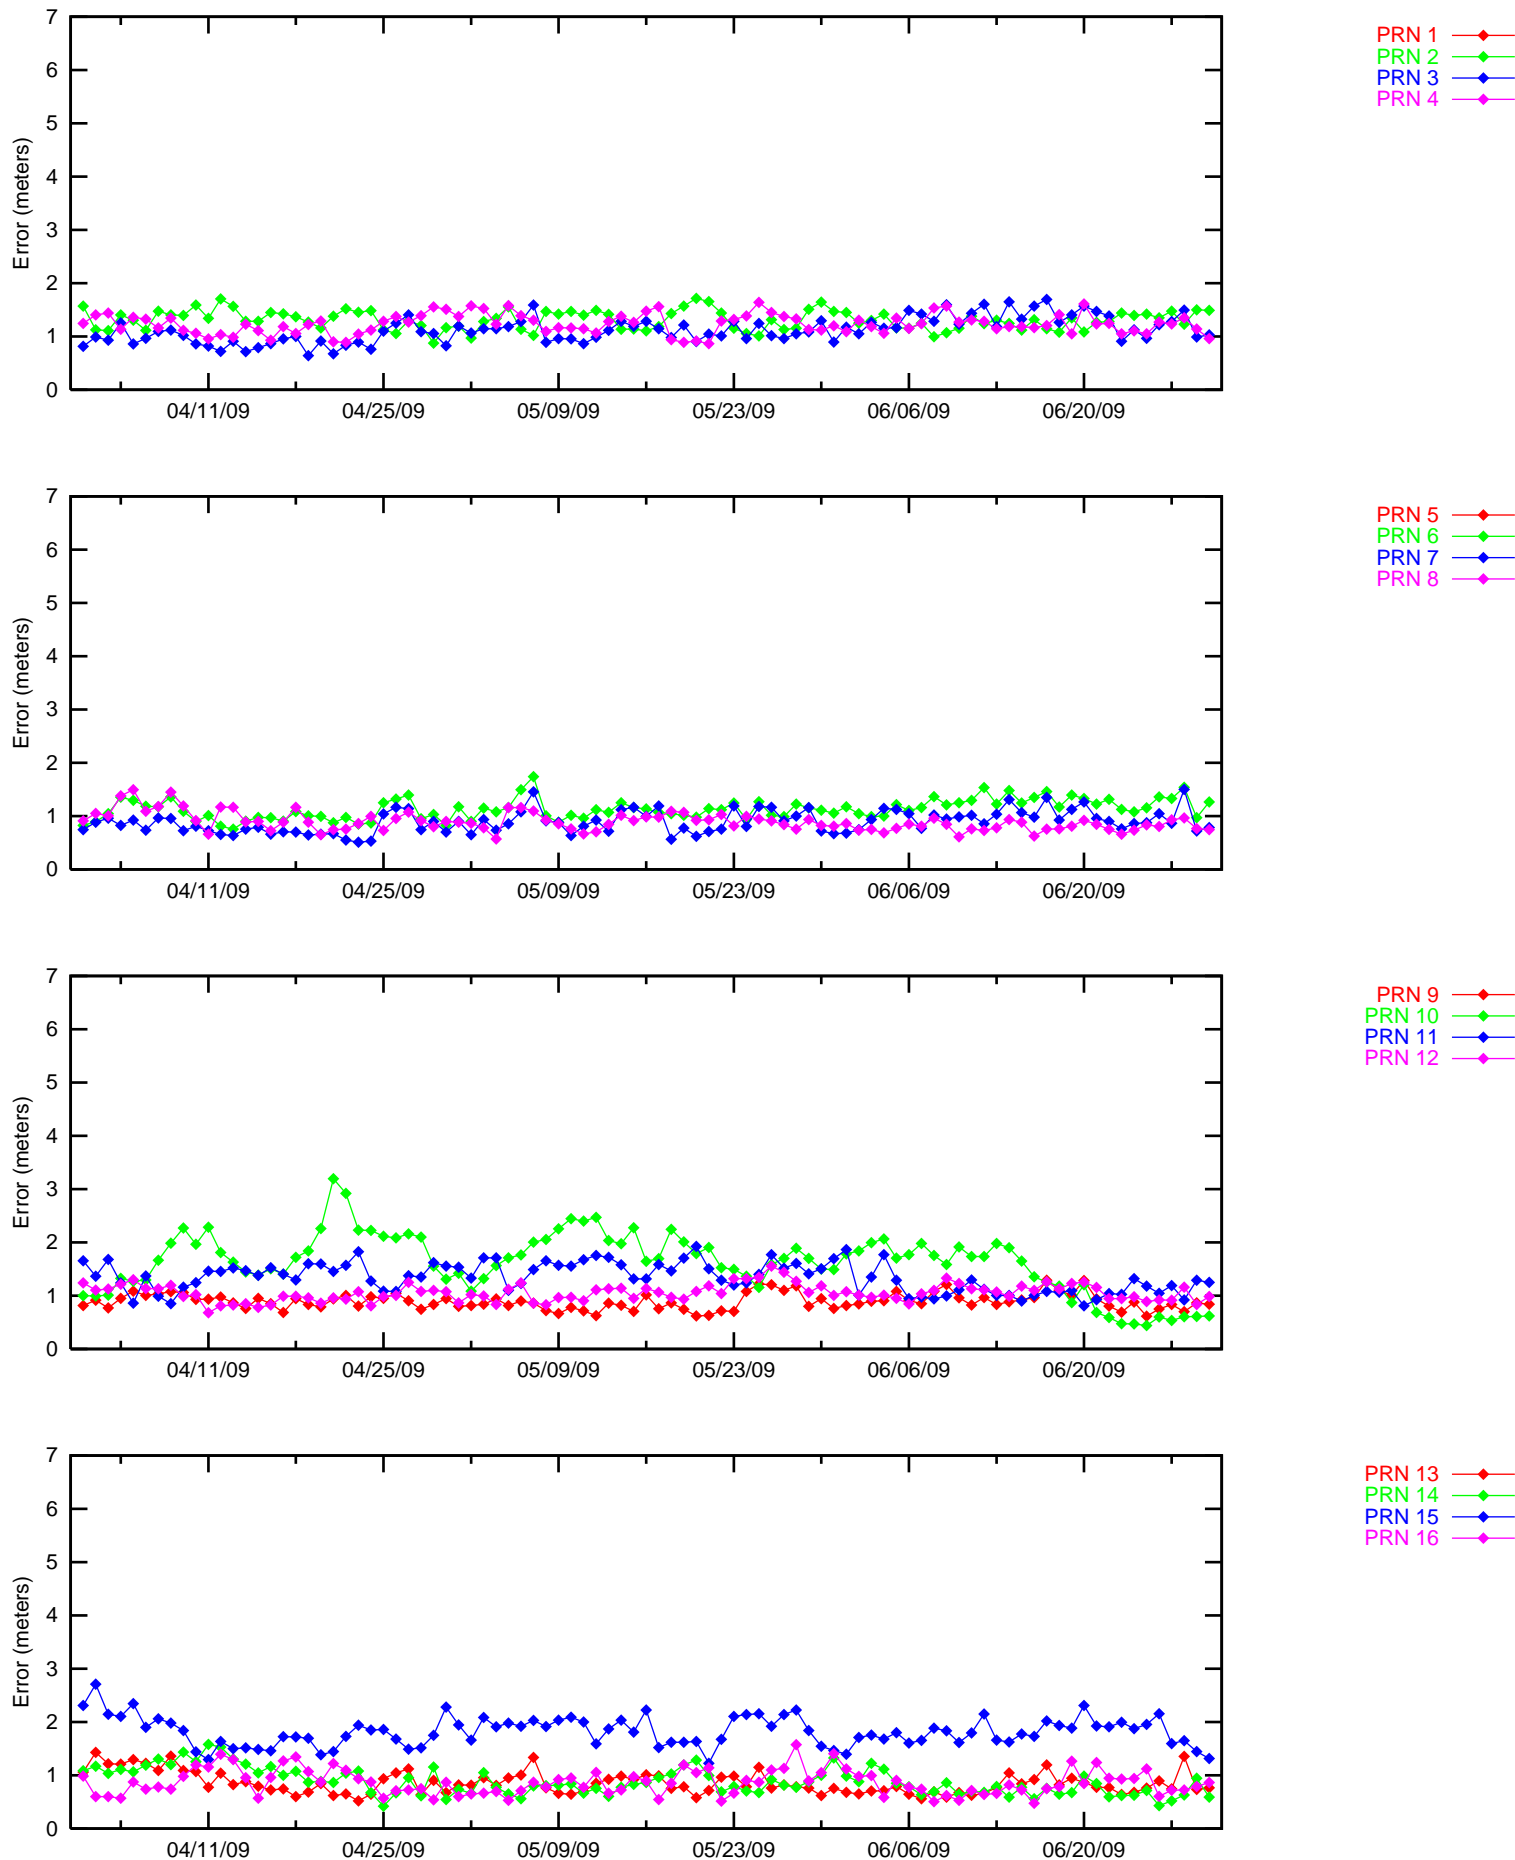 7
6
5
4
3
2
1
0
Error (meters)
04/11/09 04/25/09 05/09/09 05/23/09 06/06/09 06/20/09
PRN 1
PRN 2
PRN 3
PRN 4
7
6
5
4
3
2
1
0
Error (meters)
04/11/09 04/25/09 05/09/09 05/23/09 06/06/09 06/20/09
PRN 5
PRN 6
PRN 7
PRN 8
7
6
5
4
3
2
1
0
Error (meters)
04/11/09 04/25/09 05/09/09 05/23/09 06/06/09 06/20/09
PRN 9
PRN 10
PRN 11
PRN 12
7
6
5
4
3
2
1
0
Error (meters)
04/11/09 04/25/09 05/09/09 05/23/09 06/06/09 06/20/09
PRN 13
PRN 14
PRN 15
PRN 16